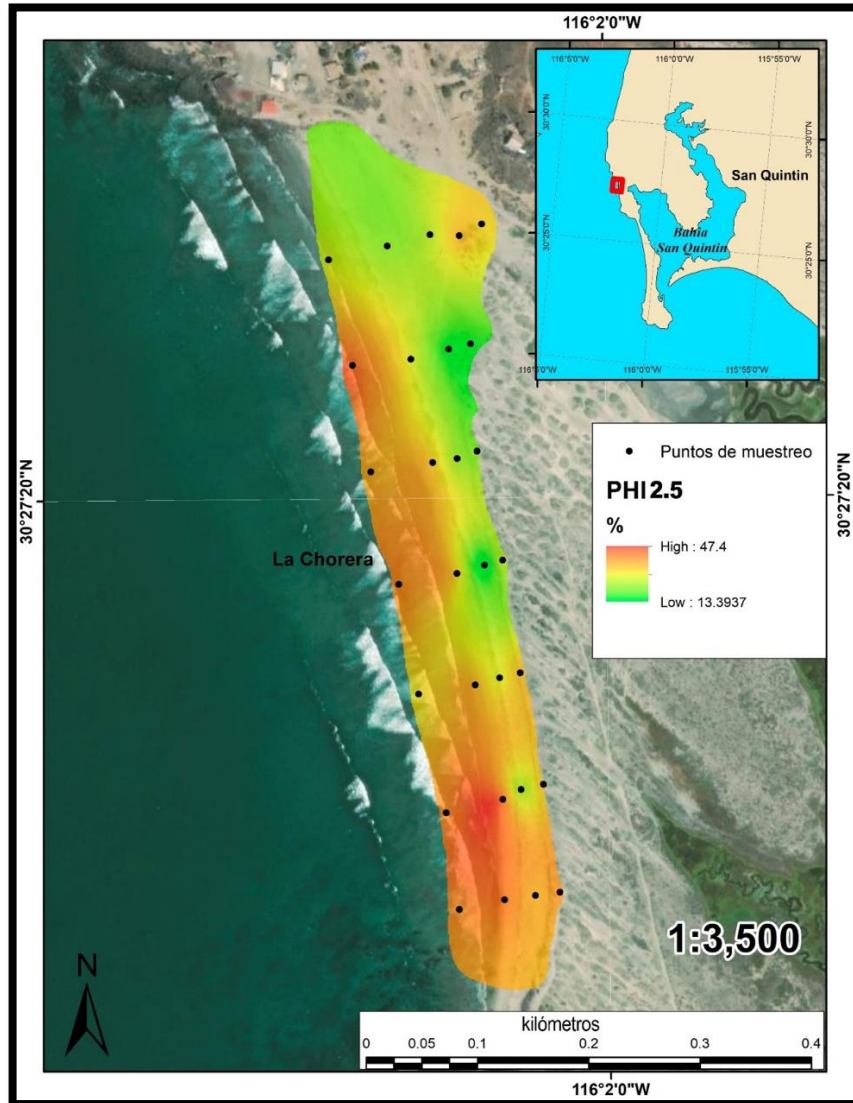 116°2'0"W
116°5'0"W 116°0'0"W 115°55'0"W
30°30'0"N
30°30'0"N
San Quintin
30°25'0"N
Bahia
San Quintin
30°25'0"N
116°5'0"W 116°0'0"W 115°55'0"W
Puntos de muestreo
PHI 2.5
%
High : 47.4
Low : 13.3937
30°27'20"N
30°27'20"N
La Chorera
1:3,500
N
kilómetros
0 0.05 0.1 0.2 0.3 0.4
116°2'0"W